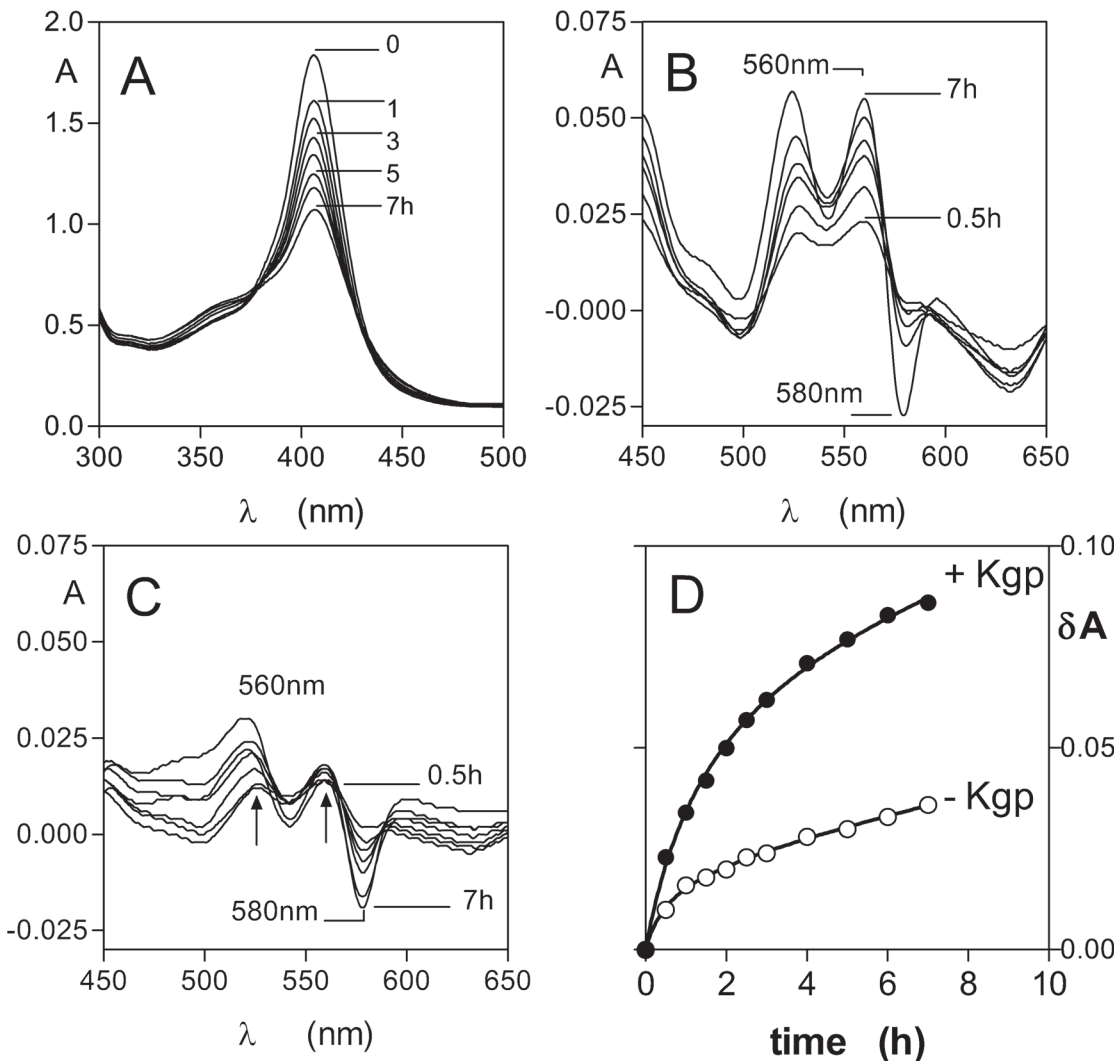 2.0
1.5
1.0
0.5
0.0
A
A
0
1
3
5
7h
300
350
400
450
500
λ (nm)
0.075
0.050
0.025
-0.000
-0.025
A
B
560nm
7h
0.5h
580nm
450
500
550
600
650
λ (nm)
0.075
0.050
0.025
0.000
-0.025
A
C
560nm
0.5h
580nm
7h
450
500
550
600
650
λ (nm)
D
+ Kgp
- Kgp
0.10
δA
0.05
0.00
0
2
4
6
8
10
time (h)